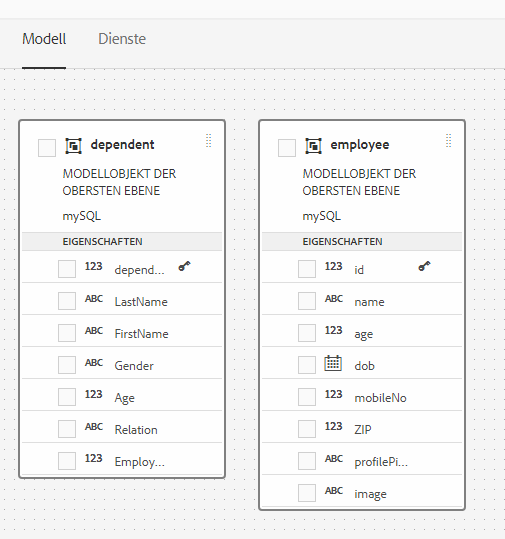 Modell Dienste
dependent
MODELLOBJEKT DER
OBERSTEN EBENE
mySQL
EIGENSCHAFTEN
123 depend...
ABC LastName
ABC FirstName
ABC Gender
123 Age
ABC Relation
123 Employ...
employee
MODELLOBJEKT DER
OBERSTEN EBENE
mySQL
EIGENSCHAFTEN
123 id
ABC name
123 age
dob
123 mobileNo
123 ZIP
ABC profilePi...
ABC image